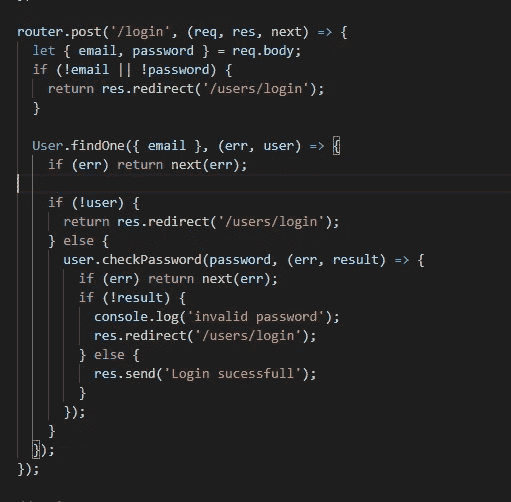 router.post('/login', (req, res, next) => {
let { email, password } = req.body;
if (!email || !password) {
return res.redirect('/users/login');
}
User.findOne({ email }, (err, user) => {
if (err) return next(err);
if (!user) {
return res.redirect('/users/login');
} else {
user.checkPassword(password, (err, result) => {
if (err) return next(err);
if (!result) {
console.log('invalid password');
res.redirect('/users/login');
} else {
res.send('Login sucessfull');
}
});
}
});
});